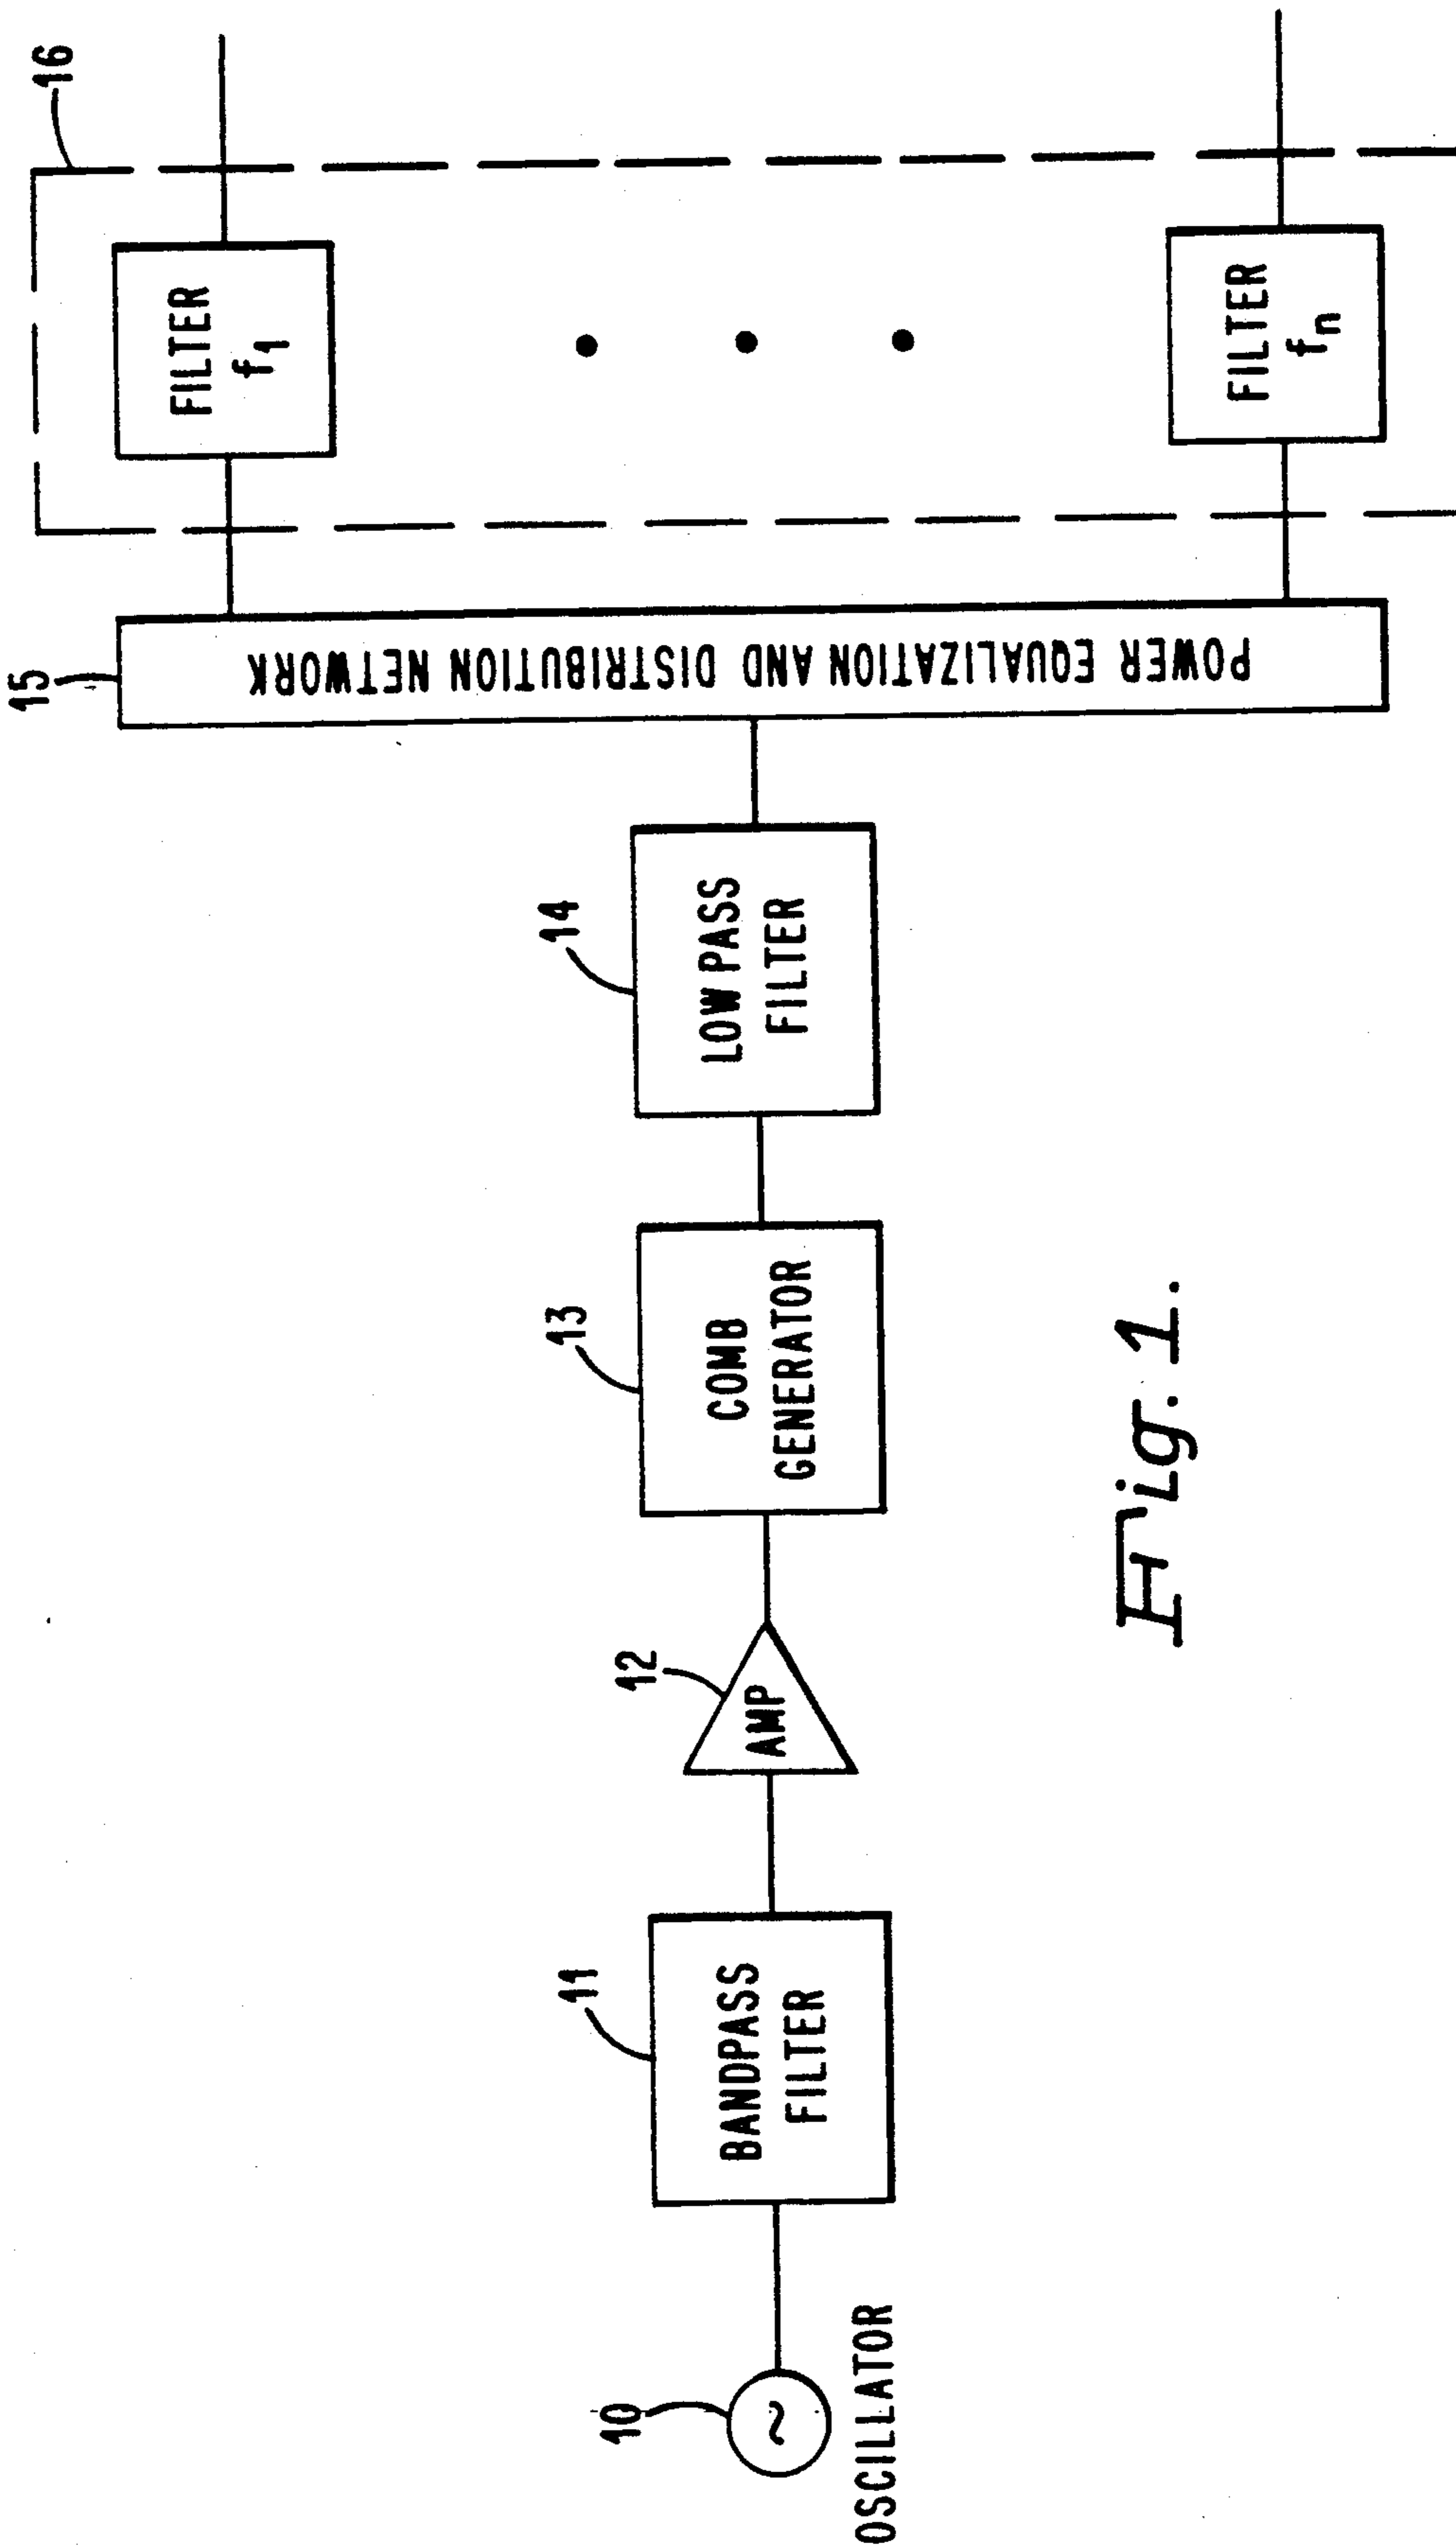 10
OSCILLATOR
11
BANDPASS
FILTER
12
AMP
13
COMB
GENERATOR
14
LOW PASS
FILTER
15
POWER EQUALIZATION AND DISTRIBUTION NETWORK
16
FILTER
f1
FILTER
fn
Fig. 1.